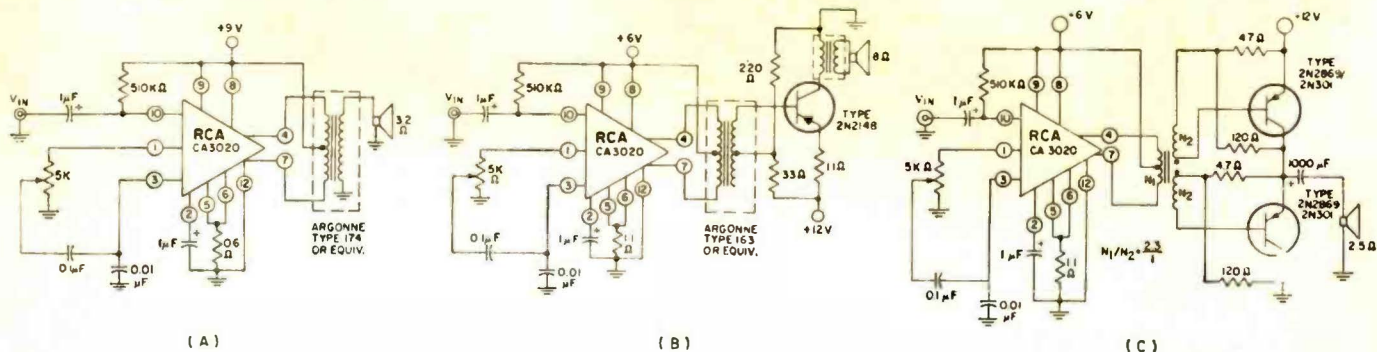 +9V
510KΩ
9
8
1µF
+
VIN
10
RCA
CA3020
4
3.2
Ω
1
7
5K
3
2
5
6
12
1µF
+
0.6
Ω
ARGONNE
TYPE 174
OR EQUIV.
0.1µF
0.01
µF
(A)
+6V
220
Ω
8Ω
510KΩ
9
8
VIN
1µF
+
10
RCA
CA3020
4
TYPE
2N2148
1
7
5K
Ω
3
33Ω
11Ω
2
5
6
12
1µF
+
1.1
Ω
+12V
ARGONNE
TYPE 163
OR EQUIV.
0.1µF
0.01
µF
(B)
+6V
-12V
47Ω
TYPE
2N2869/
2N301
510KΩ
9
8
VIN
1µF
+
10
RCA
CA3020
4
N2
120Ω
1
7
N1
4.7Ω
1000 µF
+
5KΩ
3
N2
TYPE
2N2869
2N301
2
5
6
12
1µF
+
1.1
Ω
N1/N2=2.3/1
2.5Ω
120Ω
0.1µF
0.01
µF
(C)